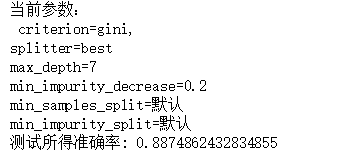 当前参数：
criterion=gini,
splitter=best
max_depth=7
min_impurity_decrease=0.2
min_samples_split=默认
min_impurity_split=默认
测试所得准确率: 0.8874862432834855